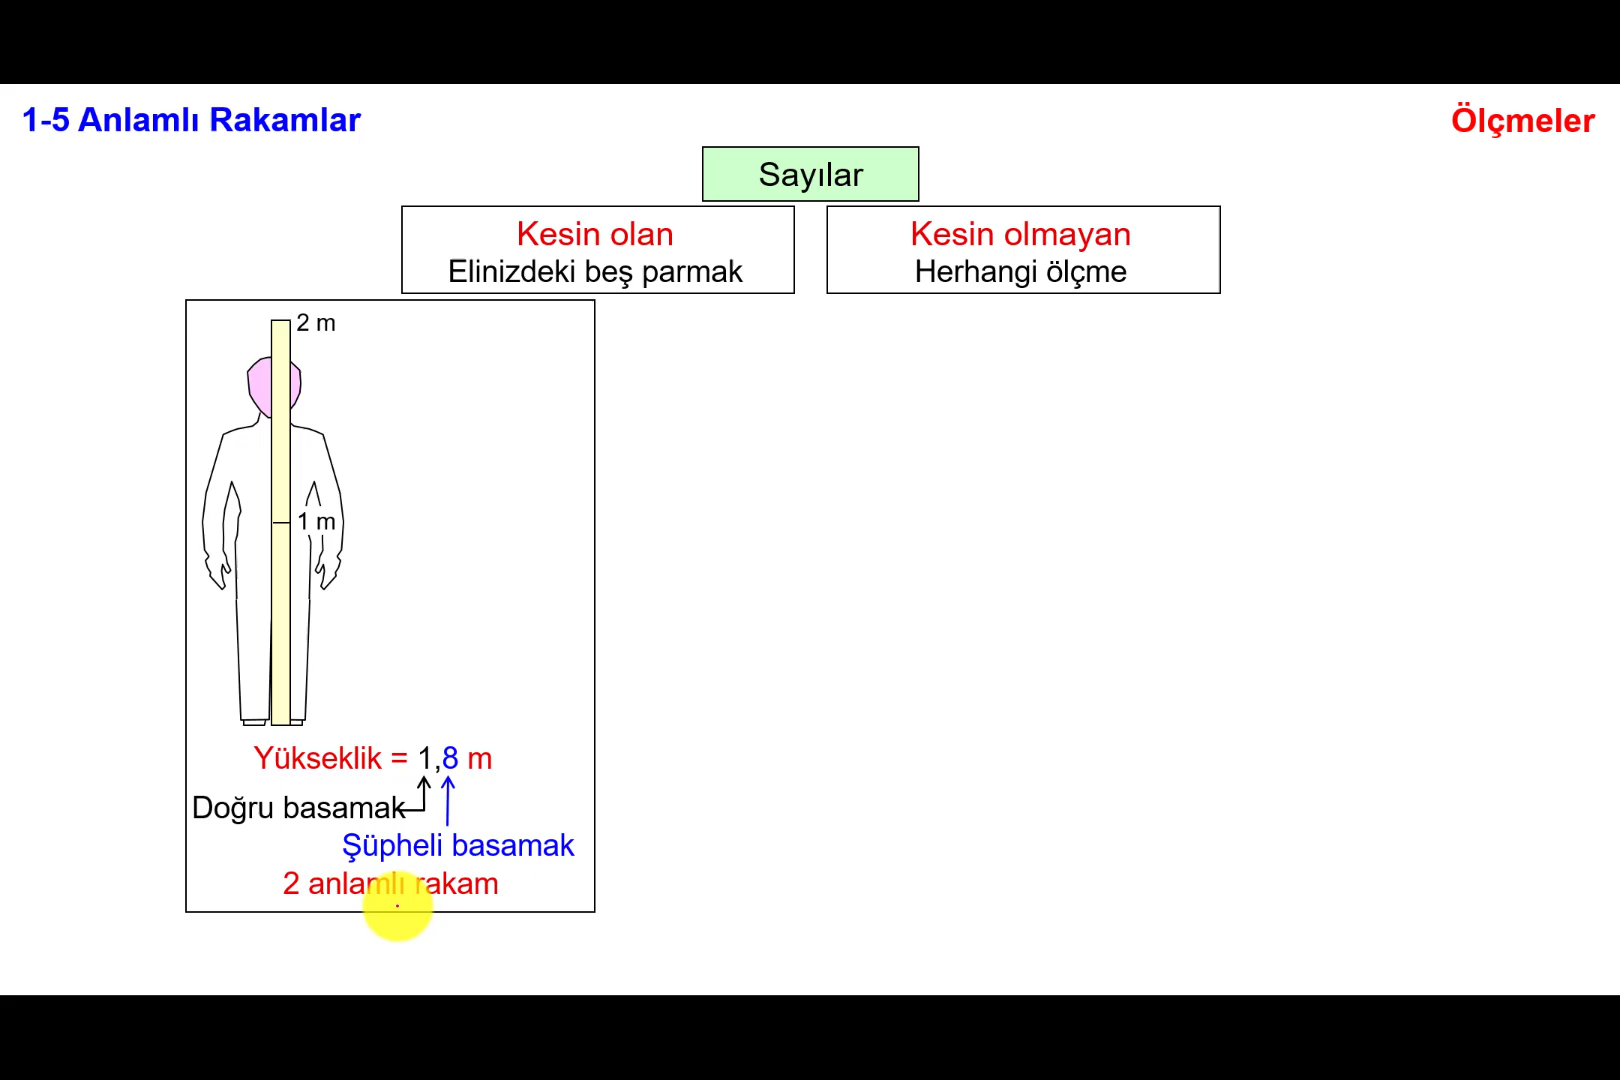 1-5 Anlamlı Rakamlar
Ölçmeler
Sayılar
Kesin olan
Elinizdeki beş parmak
Kesin olmayan
Herhangi ölçme
2 m
1 m
Yükseklik = 1,8 m
Doğru basamak
Şüpheli basamak
2 anlamlı rakam